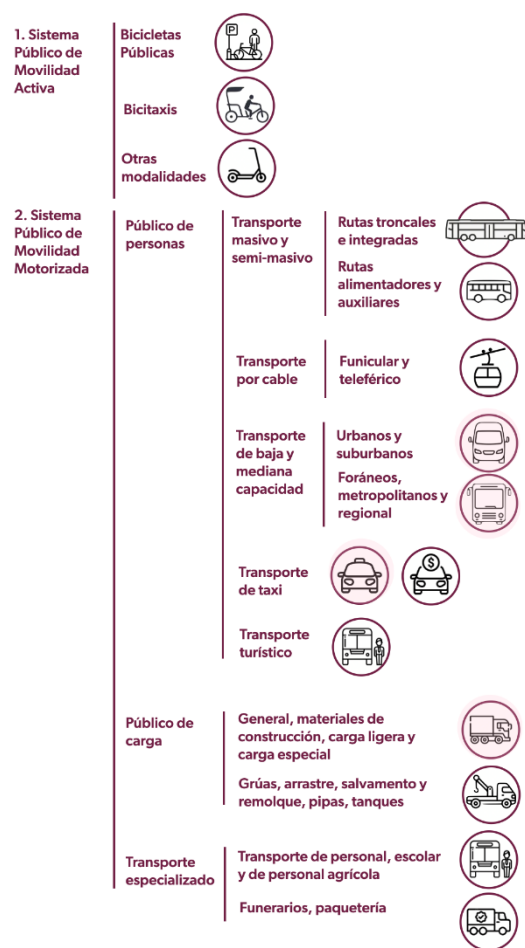 1. Sistema
Público de
Movilidad
Activa
Bicicletas
Públicas
P
Bicitaxis
Otras
modalidades
2. Sistema
Público de
Movilidad
Motorizada
Público de
personas
Transporte
masivo y
semi-masivo
Rutas troncales
e integradas
Rutas
alimentadores y
auxiliares
Transporte
por cable
Funicular y
teleférico
Transporte
de baja y
mediana
capacidad
Urbanos y
suburbanos
Foráneos,
metropolitanos y
regional
Transporte
de taxi
$
Transporte
turístico
Público de
carga
General, materiales de
construcción, carga ligera y
carga especial
Grúas, arrastre, salvamento y
remolque, pipas, tanques
Transporte
especializado
Transporte de personal, escolar
y de personal agrícola
Funerarios, paquetería